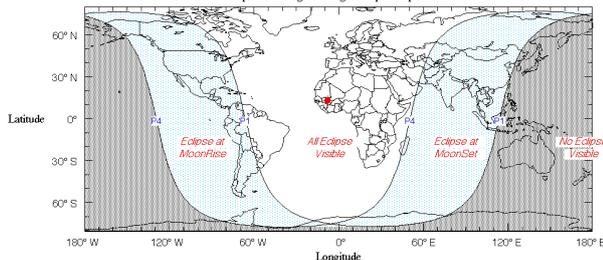 60° N
30° N
Latitude
0°
30° S
60° S
P4
P1
P4
P1
Eclipse at
MoonRise
All Eclipse
Visible
Eclipse at
MoonSet
No Eclipse
Visible
180° W
120° W
60° W
0°
60° E
120° E
180° E
Longitude